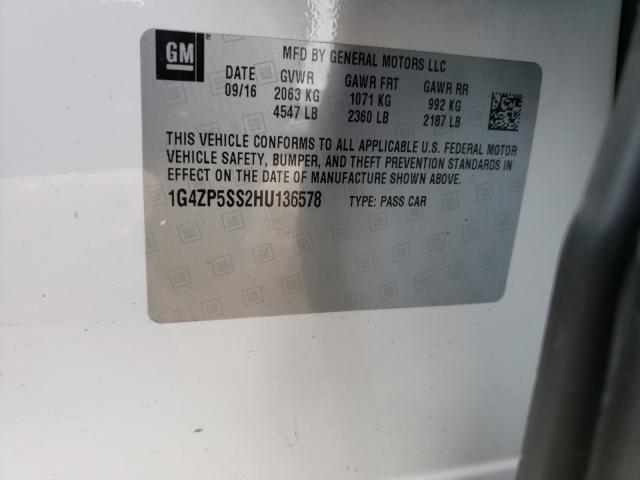 GM
MFD BY GENERAL MOTORS LLC
DATE GVWR GAWR FRT GAWR RR
09/16 2063 KG 1071 KG 992 KG
4547 LB 2360 LB 2187 LB
THIS VEHICLE CONFORMS TO ALL APPLICABLE U.S. FEDERAL MOTOR
VEHICLE SAFETY, BUMPER, AND THEFT PREVENTION STANDARDS IN
EFFECT ON THE DATE OF MANUFACTURE SHOWN ABOVE.
1G4ZP5SS2HU136578 TYPE: PASS CAR